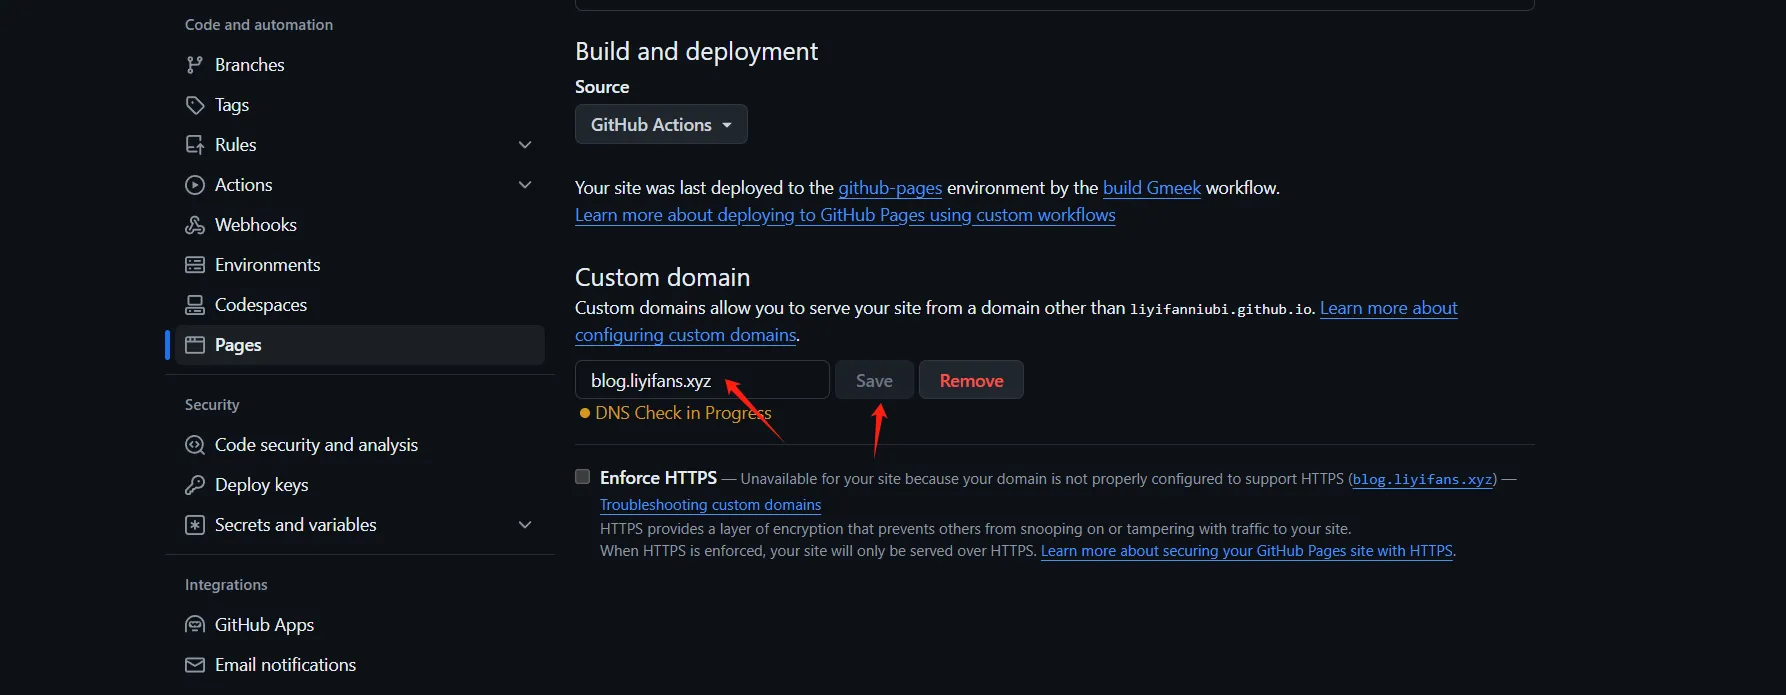 Code and automation
Branches
Tags
Rules
Actions
Webhooks
Environments
Codespaces
Pages
Security
Code security and analysis
Deploy keys
Secrets and variables
Integrations
GitHub Apps
Email notifications
Build and deployment
Source
GitHub Actions
Your site was last deployed to the github-pages environment by the build Gmeek workflow.
Learn more about deploying to GitHub Pages using custom workflows
Custom domain
Custom domains allow you to serve your site from a domain other than liyifanniubi.github.io. Learn more about
configuring custom domains.
blog.liyifans.xyz Save Remove
DNS Check in Progress
Enforce HTTPS — Unavailable for your site because your domain is not properly configured to support HTTPS (blog.liyifans.xyz) —
Troubleshooting custom domains
HTTPS provides a layer of encryption that prevents others from snooping on or tampering with traffic to your site.
When HTTPS is enforced, your site will only be served over HTTPS. Learn more about securing your GitHub Pages site with HTTPS.